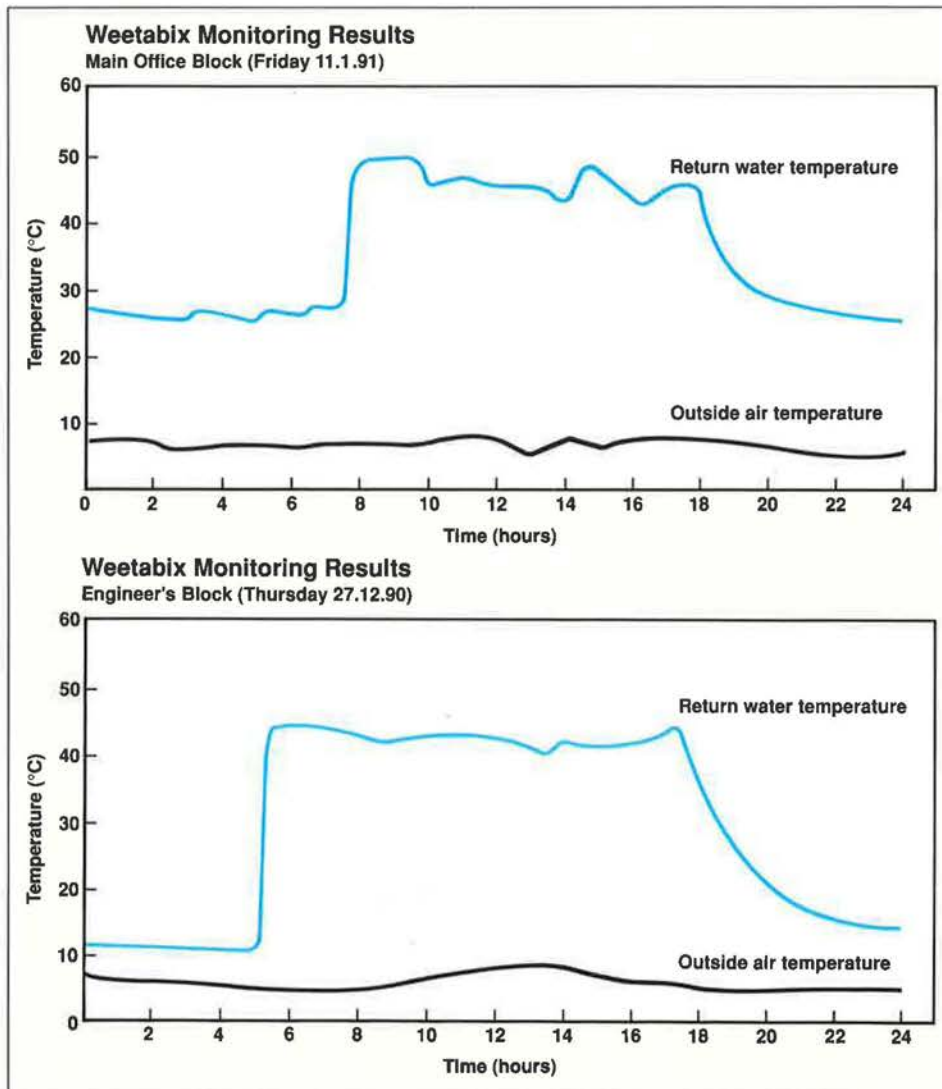 Weetabix Monitoring Results
Main Office Block (Friday 11.1.91)
60
50
40
30
20
10
Temperature (°C)
Return water temperature
Outside air temperature
0 2 4 6 8 10 12 14 16 18 20 22 24
Time (hours)
Weetabix Monitoring Results
Engineer's Block (Thursday 27.12.90)
60
50
40
30
20
10
0
Temperature (°C)
Return water temperature
Outside air temperature
2 4 6 8 10 12 14 16 18 20 22 24
Time (hours)